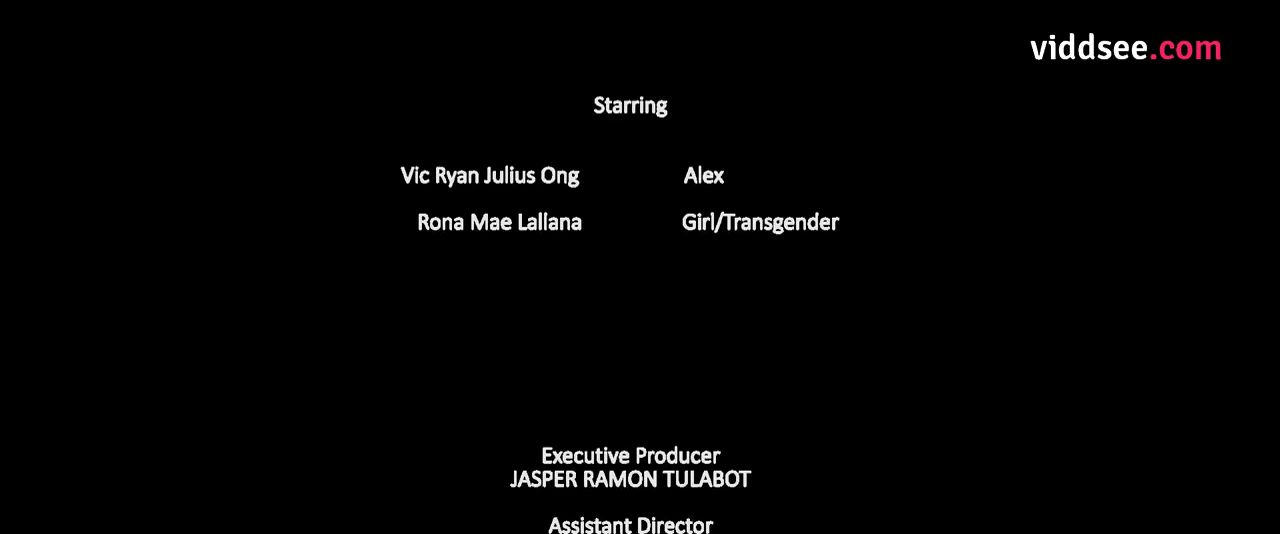 viddsee.com
Starring
Vic Ryan Julius Ong Alex
Rona Mae Lallana Girl/Transgender
Executive Producer
JASPER RAMON TULABOT
Assistant Director